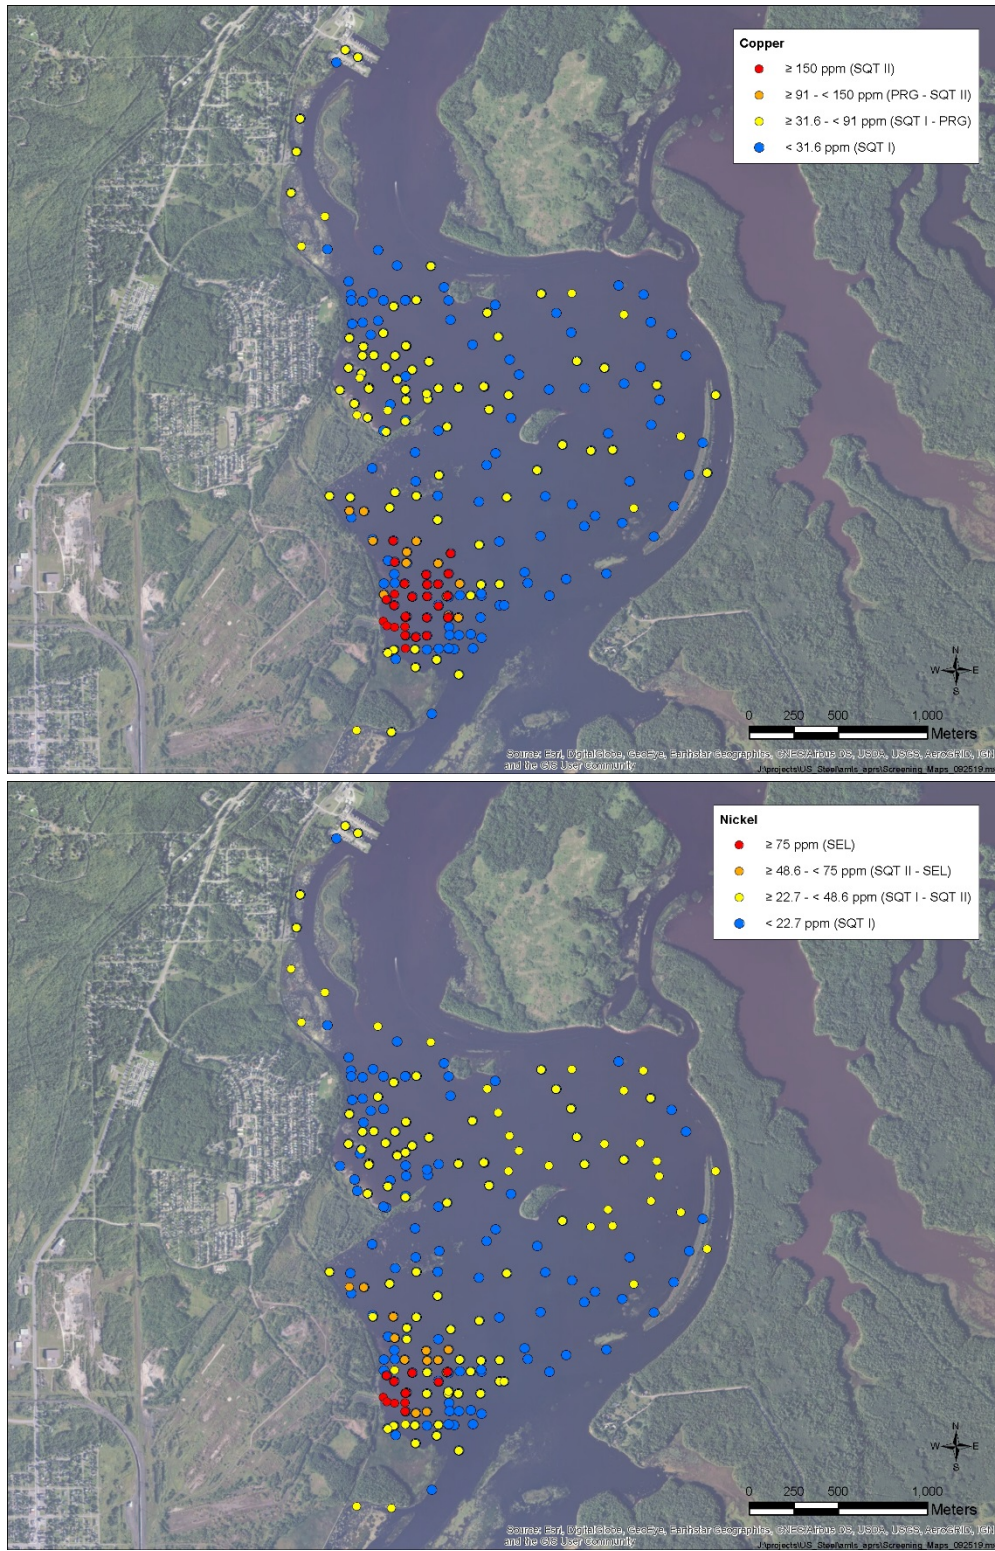 Copper
≥ 150 ppm (SQT II)
≥ 91 - < 150 ppm (PRG - SQT II)
≥ 31.6 - < 91 ppm (SQT I - PRG)
< 31.6 ppm (SQT I)
N
W E
S
0 250 500 1,000
Meters
Source: Esri, DigitalGlobe, GeoEye, Earthstar Geographics, CNES/Airbus DS, USDA, USGS, AeroGRID, IGN
and the GIS User Community
Nickel
≥ 75 ppm (SEL)
≥ 48.6 - < 75 ppm (SQT II - SEL)
≥ 22.7 - < 48.6 ppm (SQT I - SQT II)
< 22.7 ppm (SQT I)
N
W E
S
0 250 500 1,000
Meters
Source: Esri, DigitalGlobe, GeoEye, Earthstar Geographics, CNES/Airbus DS, USDA, USGS, AeroGRID, IGN
and the GIS User Community